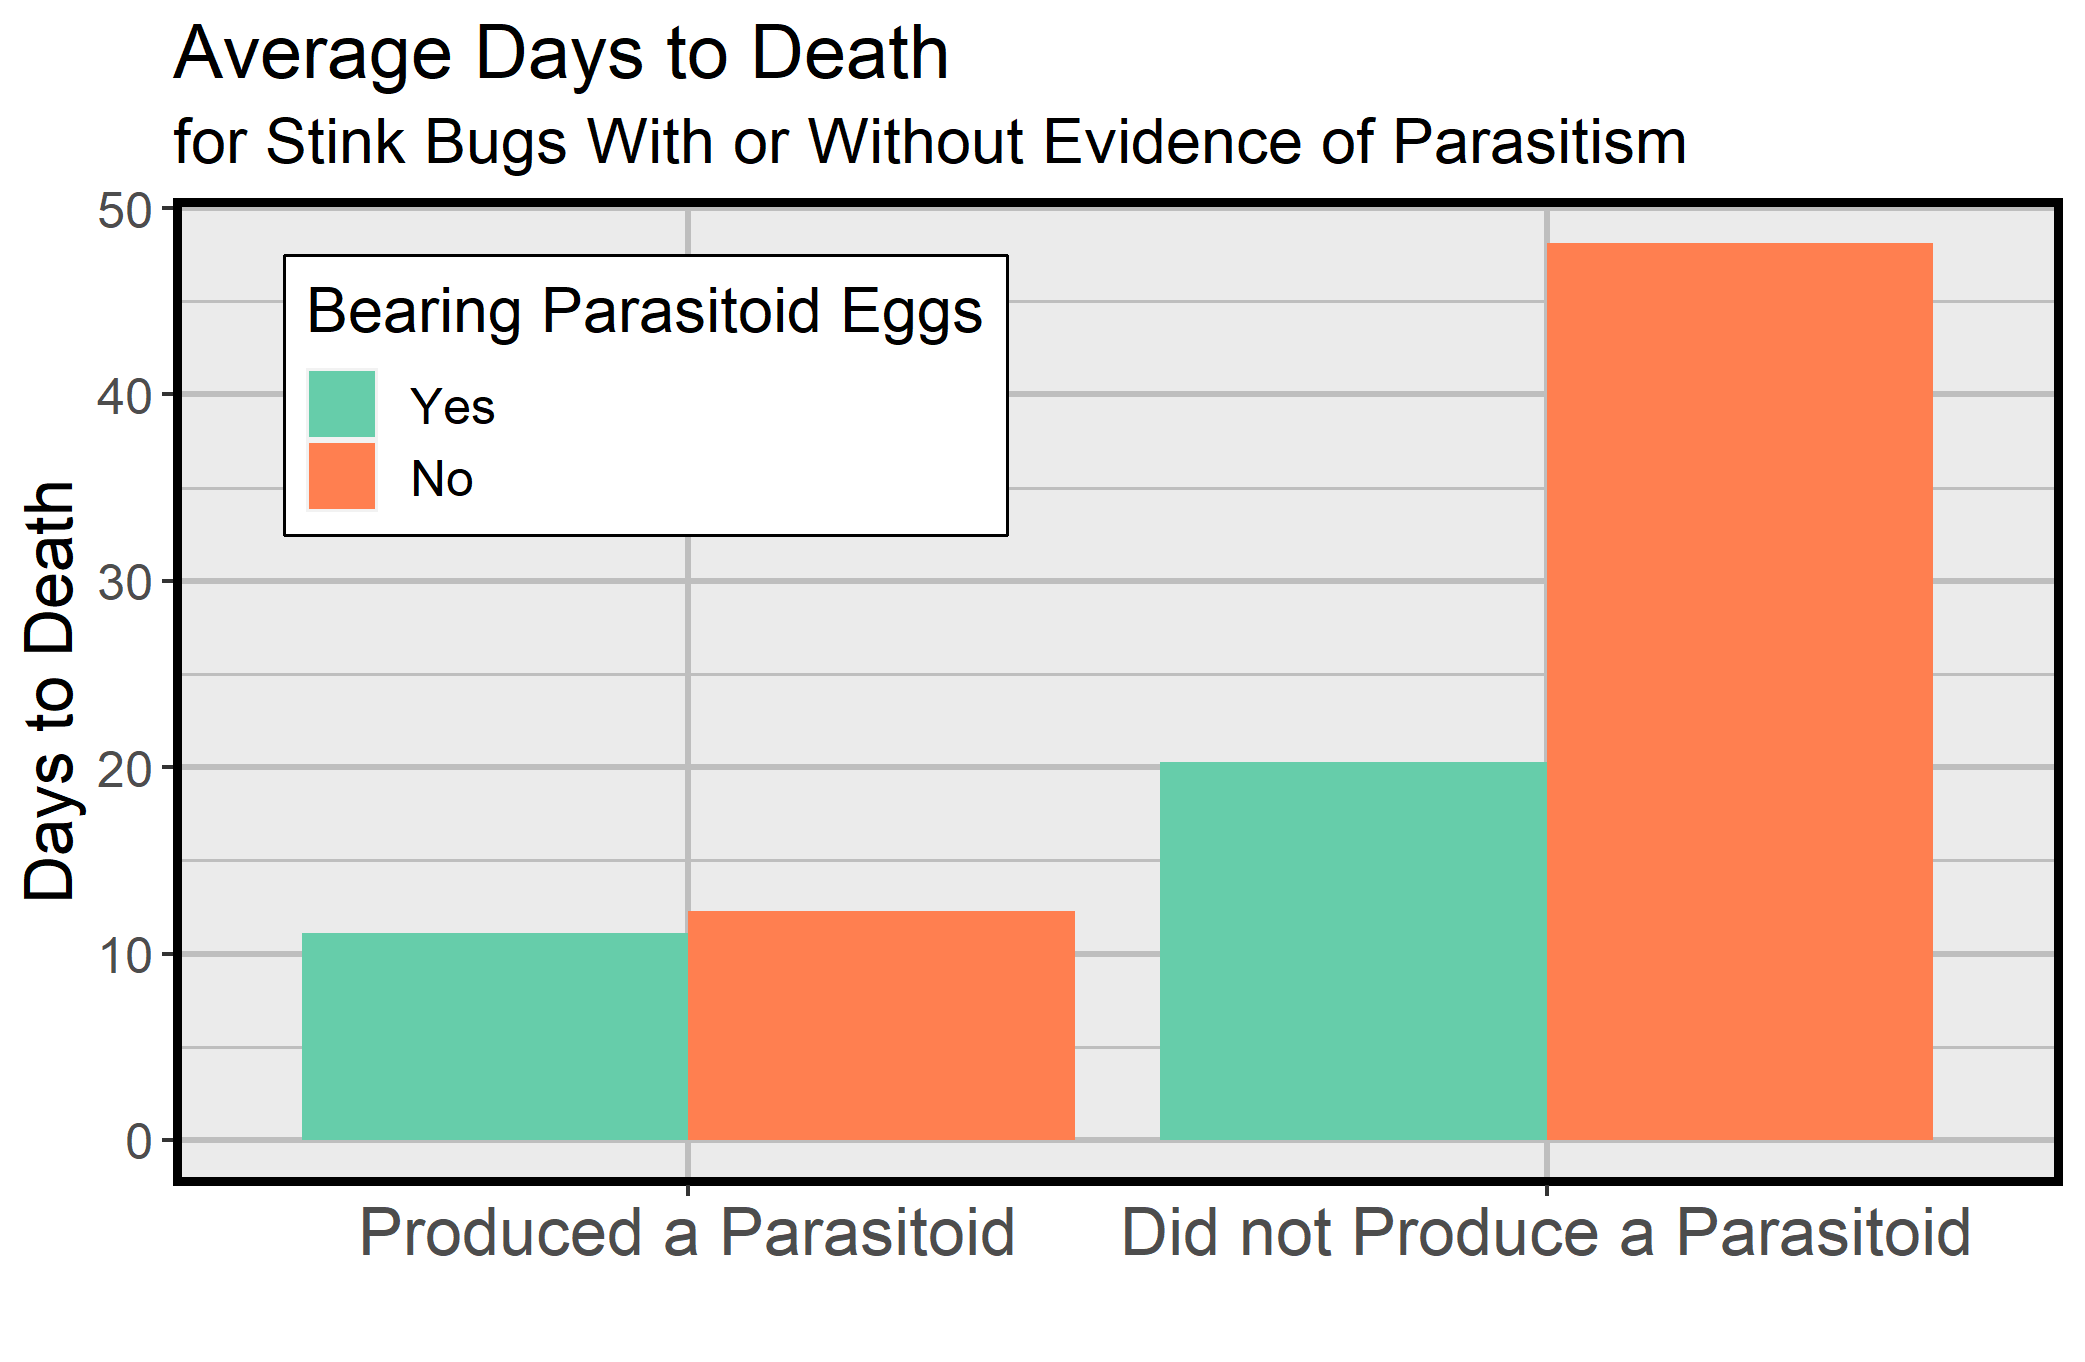 Average Days to Death
for Stink Bugs With or Without Evidence of Parasitism
Days to Death
50
40
30
20
10
0
Bearing Parasitoid Eggs
Yes
No
Produced a Parasitoid
Did not Produce a Parasitoid